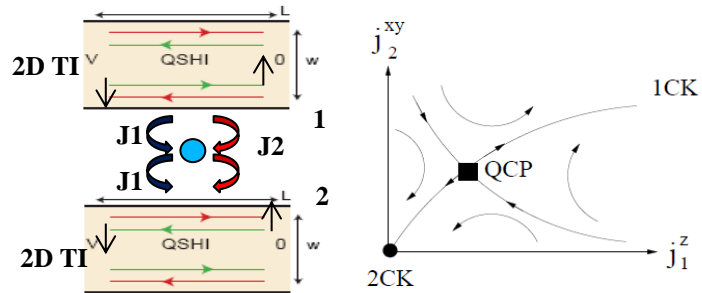 L
2D TI
V
QSHI
0
w
1
J1
J2
J1
2
L
2D TI
V
QSHI
0
w
j₂ˣʸ
1CK
QCP
2CK
j₁ᶻ